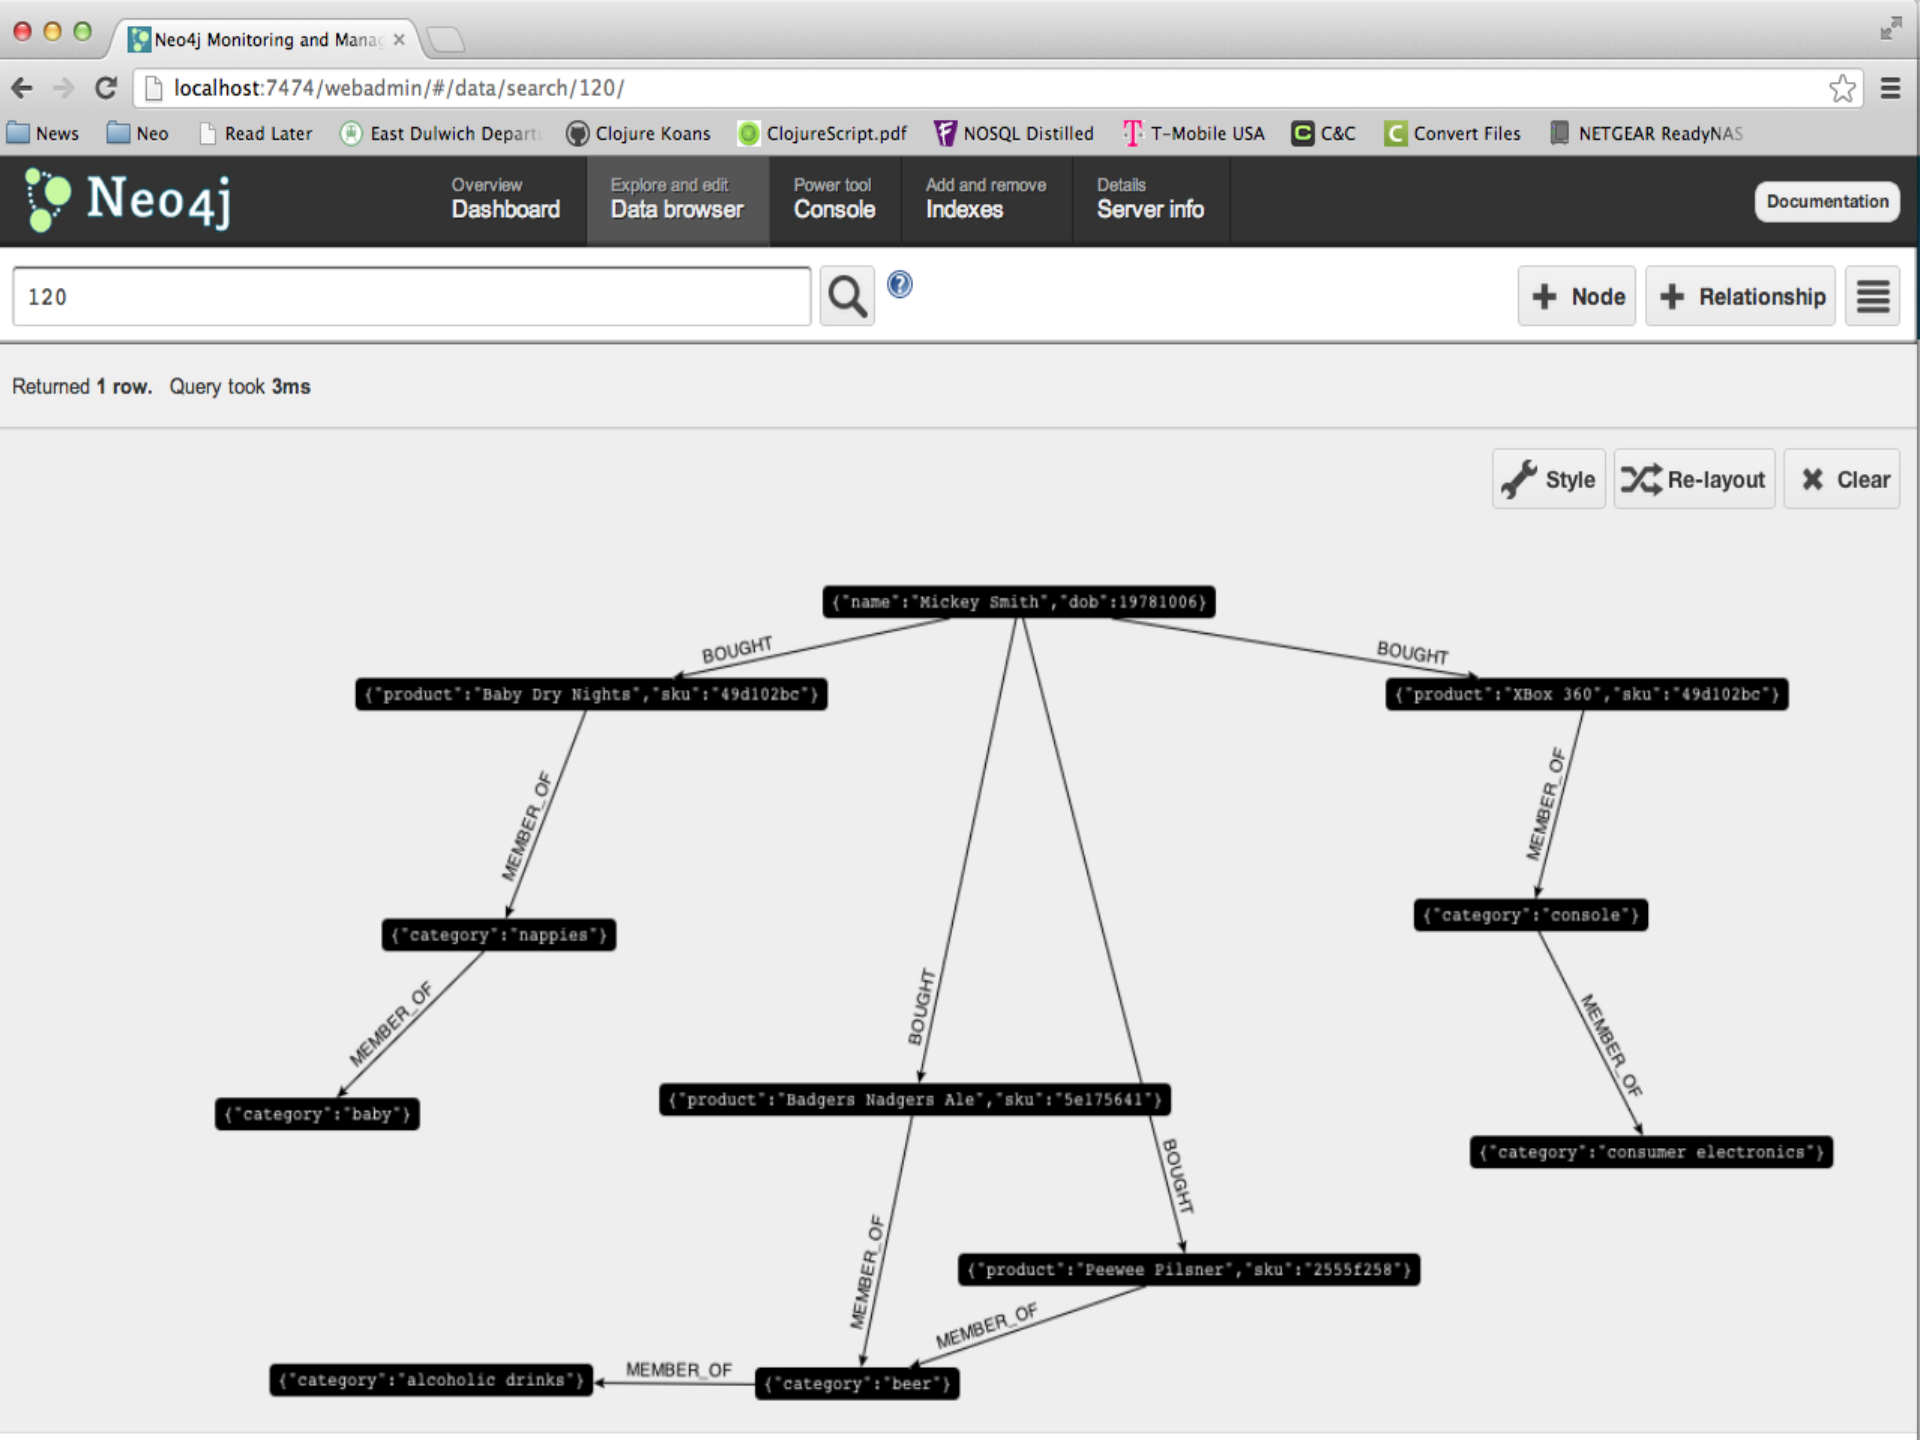 Neo4j Monitoring and Mana
localhost:7474/webadmin/#/data/search/120/
News Neo Read Later East Dulwich Depart Clojure Koans ClojureScript.pdf NOSQL Distilled T-Mobile USA C&C Convert Files NETGEAR ReadyNAS
Neo4j
Overview Explore and edit Power tool Add and remove Details
Dashboard Data browser Console Indexes Server info
Documentation
120
? Node Relationship
Returned 1 row. Query took 3ms
Style Re-layout Clear
{"name":"Mickey Smith","dob":19781006}
BOUGHT BOUGHT
{"product":"Baby Dry Nights","sku":"49d102bc"} {"product":"XBox 360","sku":"49d102bc"}
MEMBER_OF MEMBER_OF
{"category":"nappies"} {"category":"console"}
MEMBER_OF BOUGHT MEMBER_OF
{"category":"baby"} {"product":"Badgers Nadgers Ale","sku":"5e175641"}
BOUGHT {"category":"consumer electronics"}
MEMBER_OF {"product":"Peewee Pilsner","sku":"2555f258"}
MEMBER_OF
{"category":"alcoholic drinks"} MEMBER_OF {"category":"beer"}